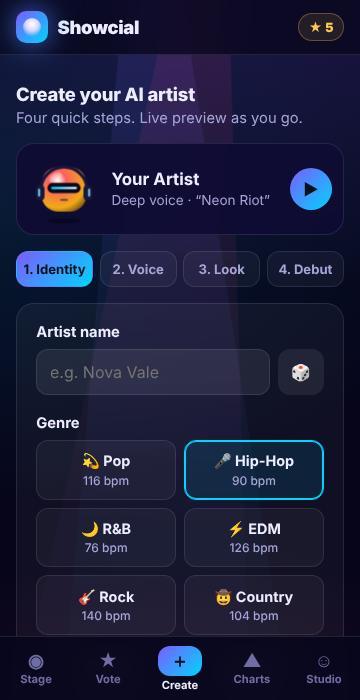 Showcial
★ 5
Create your AI artist
Four quick steps. Live preview as you go.
Your Artist
Deep voice · “Neon Riot”
1. Identity
2. Voice
3. Look
4. Debut
Artist name
e.g. Nova Vale
Genre
💫 Pop
116 bpm
🎤 Hip-Hop
90 bpm
🌙 R&B
76 bpm
⚡ EDM
126 bpm
🎸 Rock
140 bpm
🤠 Country
104 bpm
Stage
Vote
Create
Charts
Studio